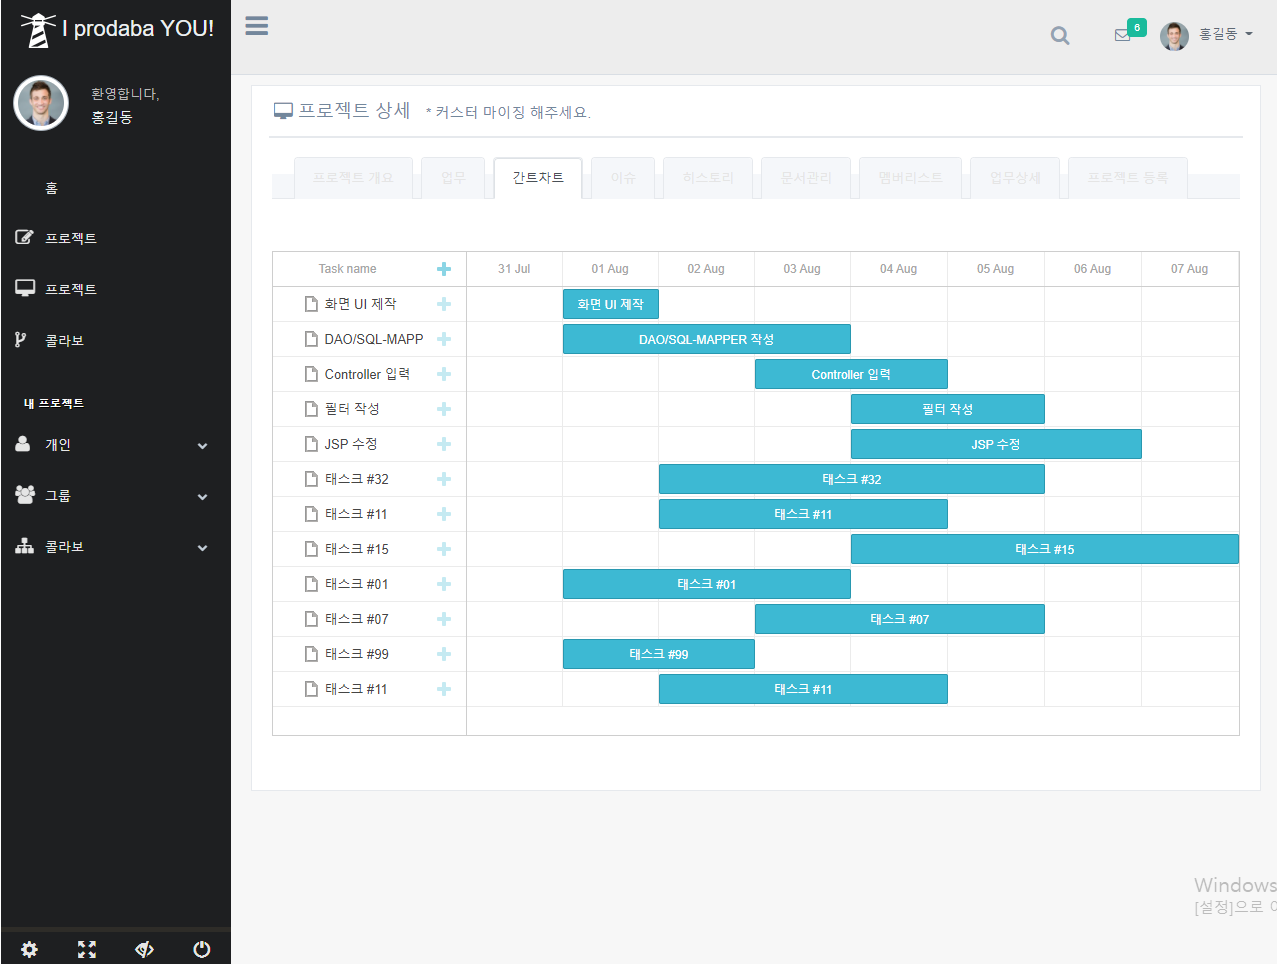 I prodaba YOU!
환영합니다,
홍길동
홈
프로젝트
프로젝트
콜라보
내 프로젝트
개인
그룹
콜라보
6
홍길동
프로젝트 상세 * 커스터 마이징 해주세요.
프로젝트 개요 업무 간트차트 이슈 히스토리 문서관리 멤버리스트 업무상세 프로젝트 등록
Task name 31 Jul 01 Aug 02 Aug 03 Aug 04 Aug 05 Aug 06 Aug 07 Aug
화면 UI 제작 화면 UI 제작
DAO/SQL-MAPP DAO/SQL-MAPPER 작성
Controller 입력 Controller 입력
필터 작성 필터 작성
JSP 수정 JSP 수정
태스크 #32 태스크 #32
태스크 #11 태스크 #11
태스크 #15 태스크 #15
태스크 #01 태스크 #01
태스크 #07 태스크 #07
태스크 #99 태스크 #99
태스크 #11 태스크 #11
Windows
[설정]으로